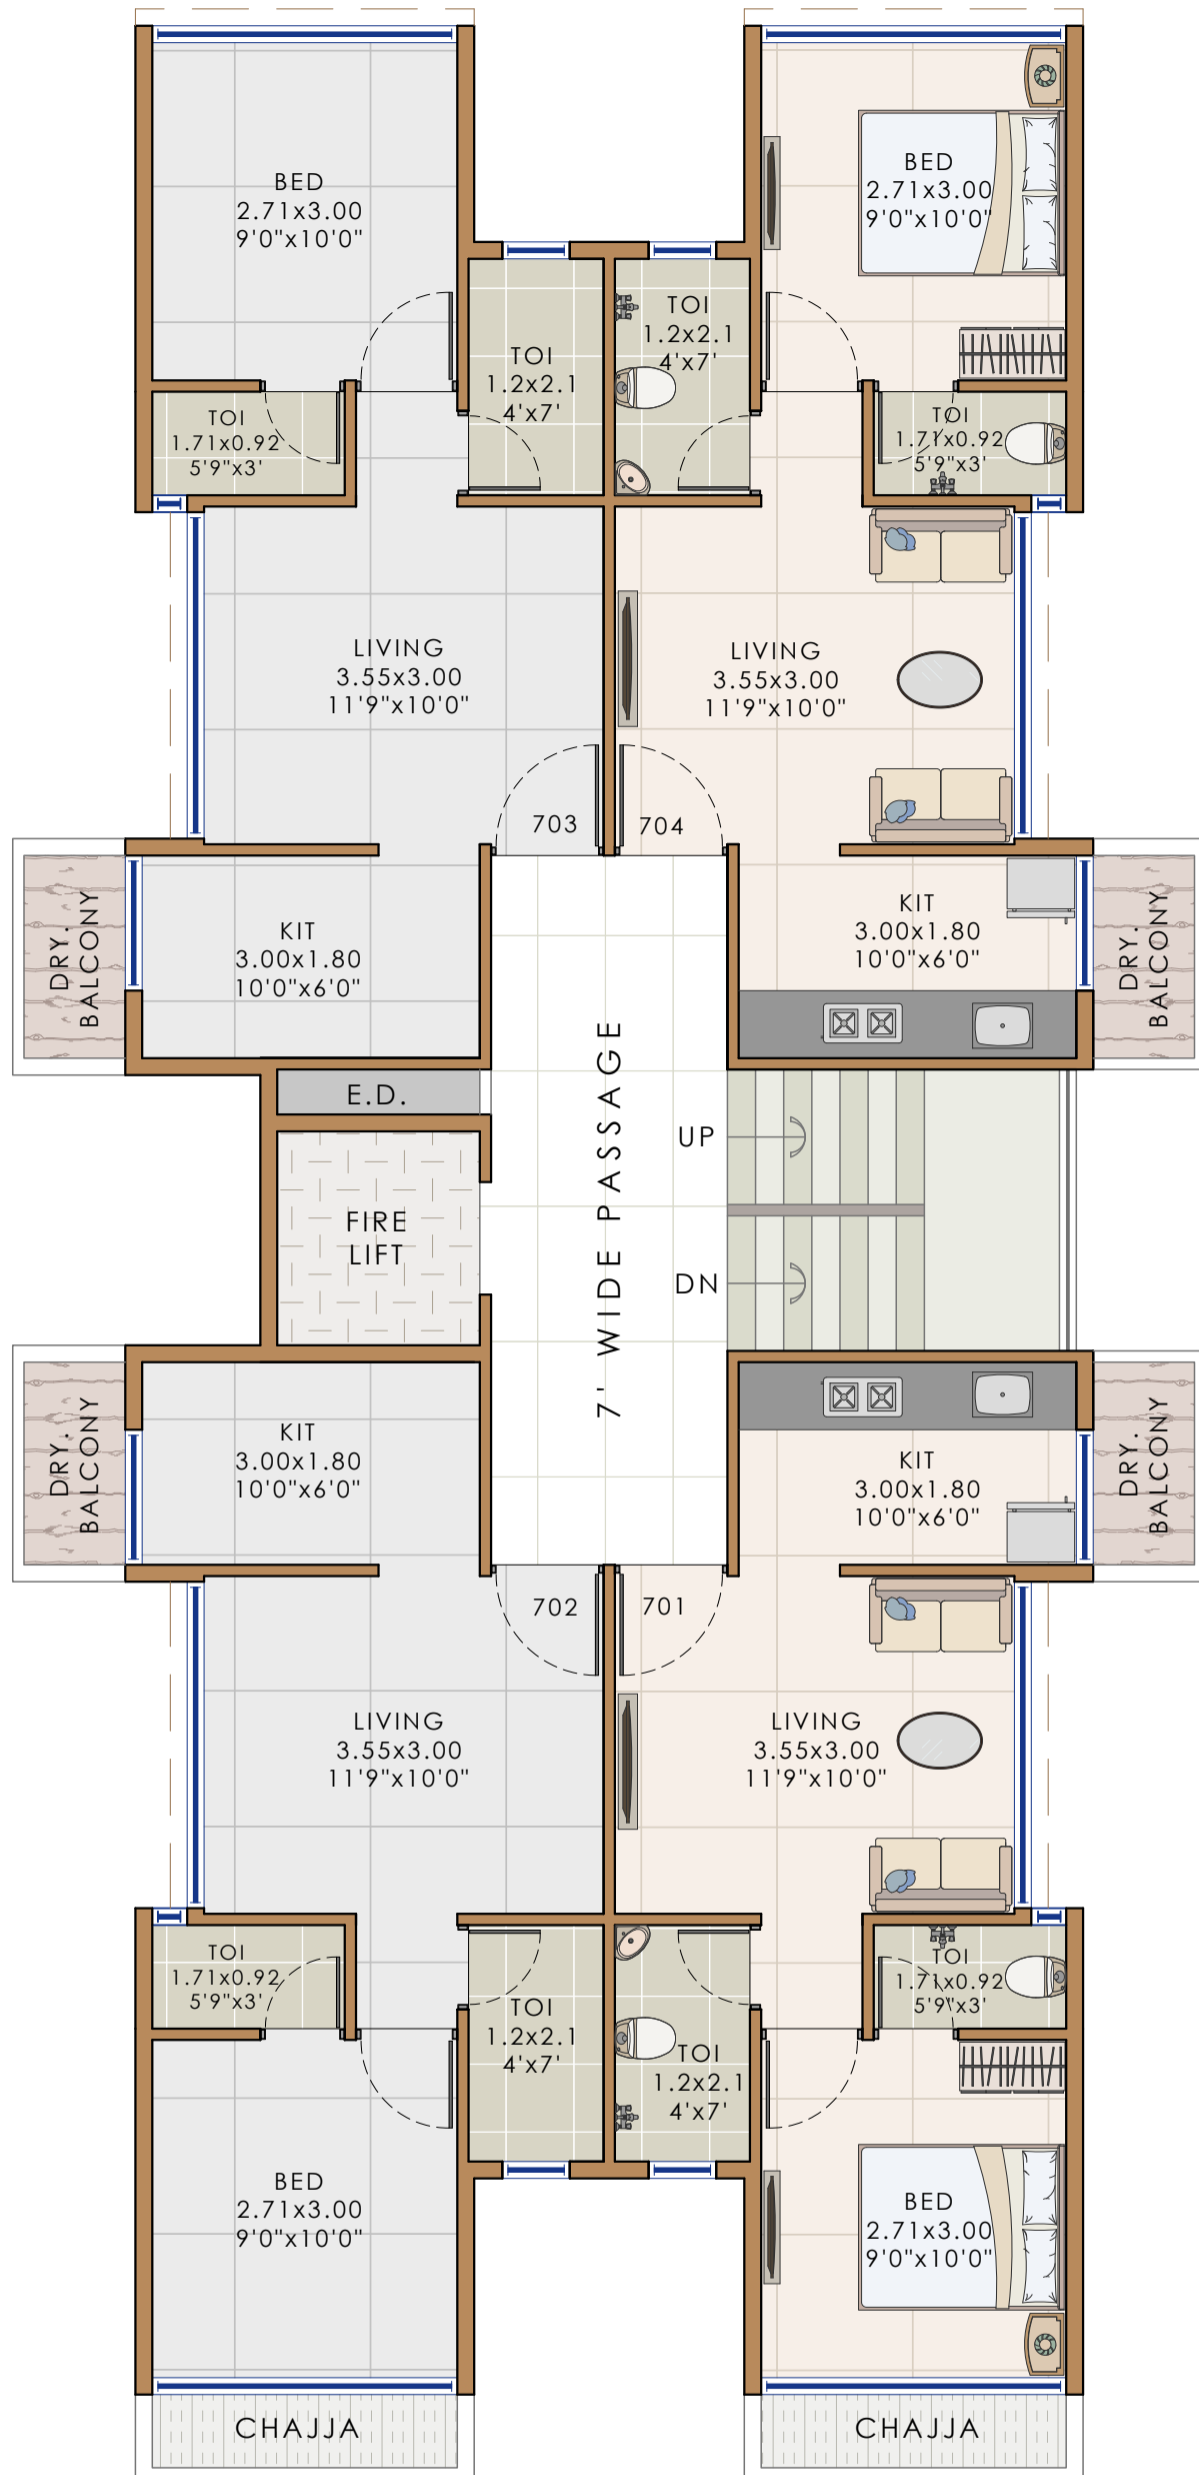 BED
2.71x3.00
9'0"x10'0"
BED
2.71x3.00
9'0"x10'0"
TOI
1.2x2.1
4'x7'
TOI
1.2x2.1
4'x7'
TOI
1.71x0.92
5'9"x3'
TOI
1.71x0.92
5'9"x3'
LIVING
3.55x3.00
11'9"x10'0"
LIVING
3.55x3.00
11'9"x10'0"
703
704
DRY.
BALCONY
KIT
3.00x1.80
10'0"x6'0"
KIT
3.00x1.80
10'0"x6'0"
DRY.
BALCONY
E.D.
7' WIDE PASSAGE
UP
FIRE
LIFT
DN
DRY.
BALCONY
KIT
3.00x1.80
10'0"x6'0"
KIT
3.00x1.80
10'0"x6'0"
DRY.
BALCONY
702
701
LIVING
3.55x3.00
11'9"x10'0"
LIVING
3.55x3.00
11'9"x10'0"
TOI
1.71x0.92
5'9"x3'
TOI
1.71x0.92
5'9"x3'
TOI
1.2x2.1
4'x7'
TOI
1.2x2.1
4'x7'
BED
2.71x3.00
9'0"x10'0"
BED
2.71x3.00
9'0"x10'0"
CHAJJA
CHAJJA